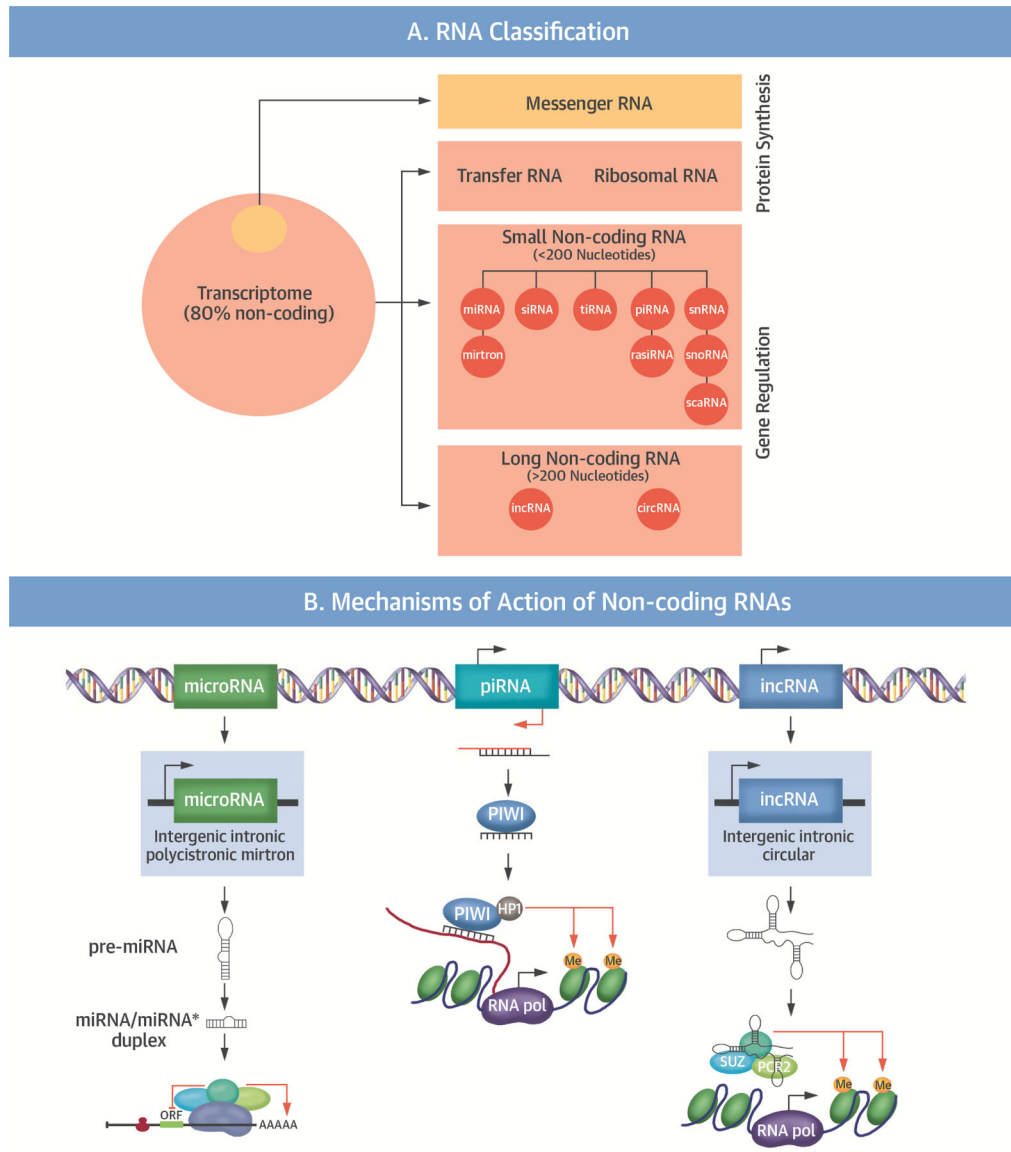 A. RNA Classification
Messenger RNA
Transfer RNA Ribosomal RNA
Protein Synthesis
Transcriptome
(80% non-coding)
Small Non-coding RNA
(<200 Nucleotides)
miRNA siRNA tiRNA piRNA snRNA
mirtron rasiRNA snoRNA
scaRNA
Gene Regulation
Long Non-coding RNA
(>200 Nucleotides)
incRNA circRNA
B. Mechanisms of Action of Non-coding RNAs
microRNA piRNA incRNA
microRNA
Intergenic intronic
polycistronic mirtron
pre-miRNA
miRNA/miRNA*
duplex
ORF
AAAAA
PIWI
PIWI HP1
Me Me
RNA pol
incRNA
Intergenic intronic
circular
SUZ PCR2
Me Me
RNA pol